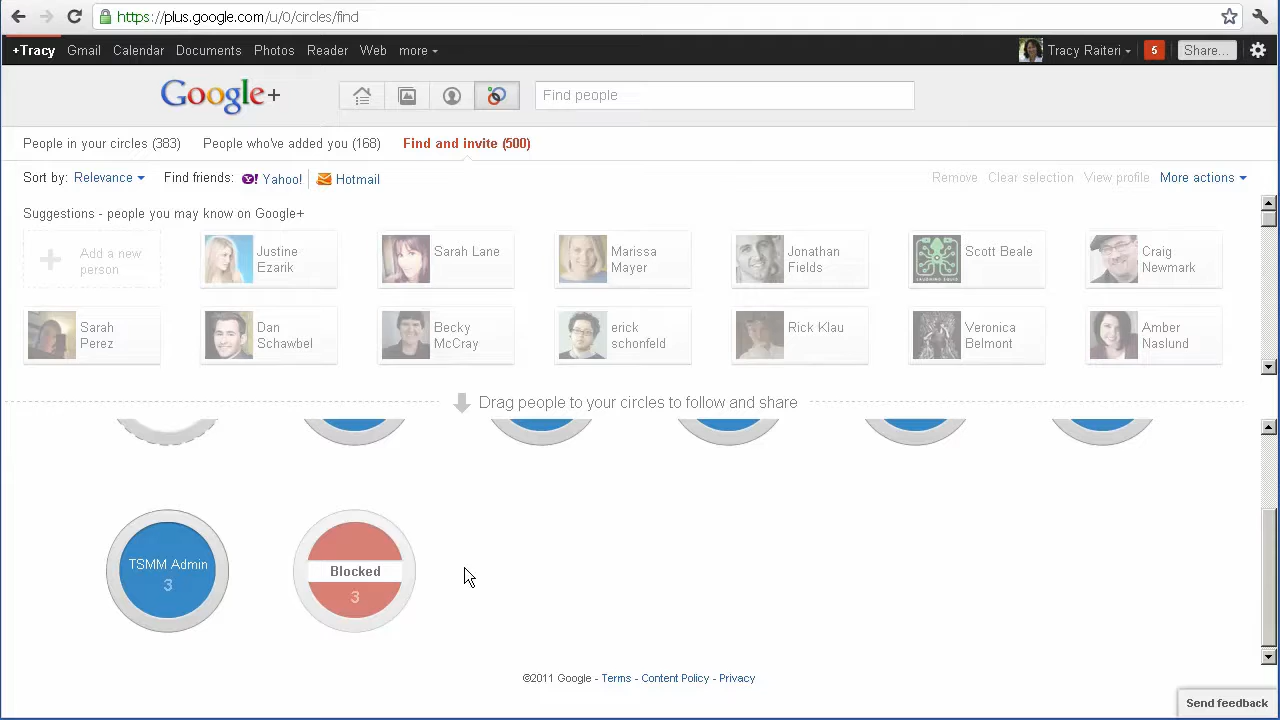 https://plus.google.com/u/0/circles/find
+Tracy Gmail Calendar Documents Photos Reader Web more Tracy Raiteri 5 Share...
Google+ Find people
People in your circles (383) People who've added you (168) Find and invite (500)
Sort by: Relevance Find friends: Y! Yahoo! Hotmail Remove Clear selection View profile More actions
Suggestions - people you may know on Google+
Add a new person
Justine Ezarik
Sarah Lane
Marissa Mayer
Jonathan Fields
LAUGHING SQUID
Scott Beale
Craig Newmark
Sarah Perez
Dan Schawbel
Becky McCray
erick schonfeld
Rick Klau
Veronica Belmont
Amber Naslund
Drag people to your circles to follow and share
TSMM Admin
3
Blocked
3
©2011 Google - Terms - Content Policy - Privacy
Send feedback